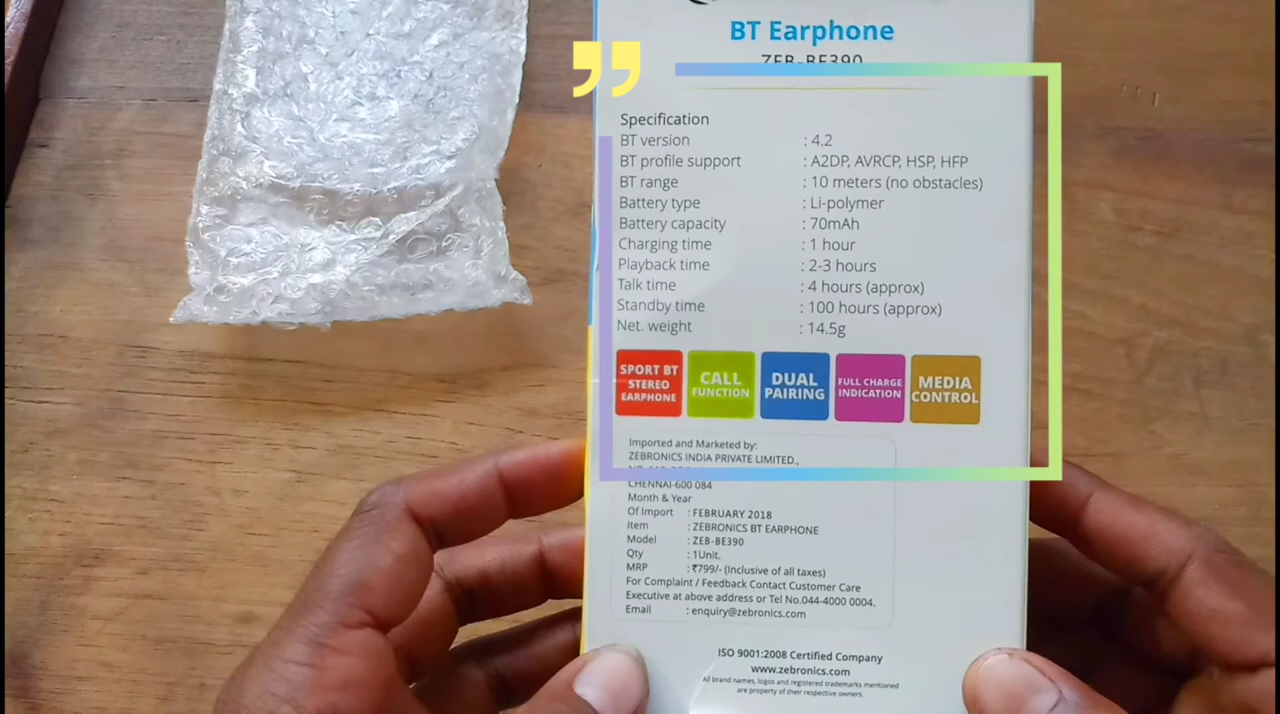 BT Earphone
ZEB-BE390
Specification
BT version : 4.2
BT profile support : A2DP, AVRCP, HSP, HFP
BT range : 10 meters (no obstacles)
Battery type : Li-polymer
Battery capacity : 70mAh
Charging time : 1 hour
Playback time : 2-3 hours
Talk time : 4 hours (approx)
Standby time : 100 hours (approx)
Net. weight : 14.5g
SPORT BT
STEREO
EARPHONE
CALL
FUNCTION
DUAL
PAIRING
FULL CHARGE
INDICATION
MEDIA
CONTROL
Imported and Marketed by:
ZEBRONICS INDIA PRIVATE LIMITED.,
CHENNAI-600 084
Month & Year
Of Import : FEBRUARY 2018
Item : ZEBRONICS BT EARPHONE
Model : ZEB-BE390
Qty : 1Unit.
MRP : ₹799/- (Inclusive of all taxes)
For Complaint / Feedback Contact Customer Care
Executive at above address or Tel No.044-4000 0004.
Email : enquiry@zebronics.com
ISO 9001:2008 Certified Company
www.zebronics.com
All brand names, logos and registered trademarks mentioned
are property of their respective owners.